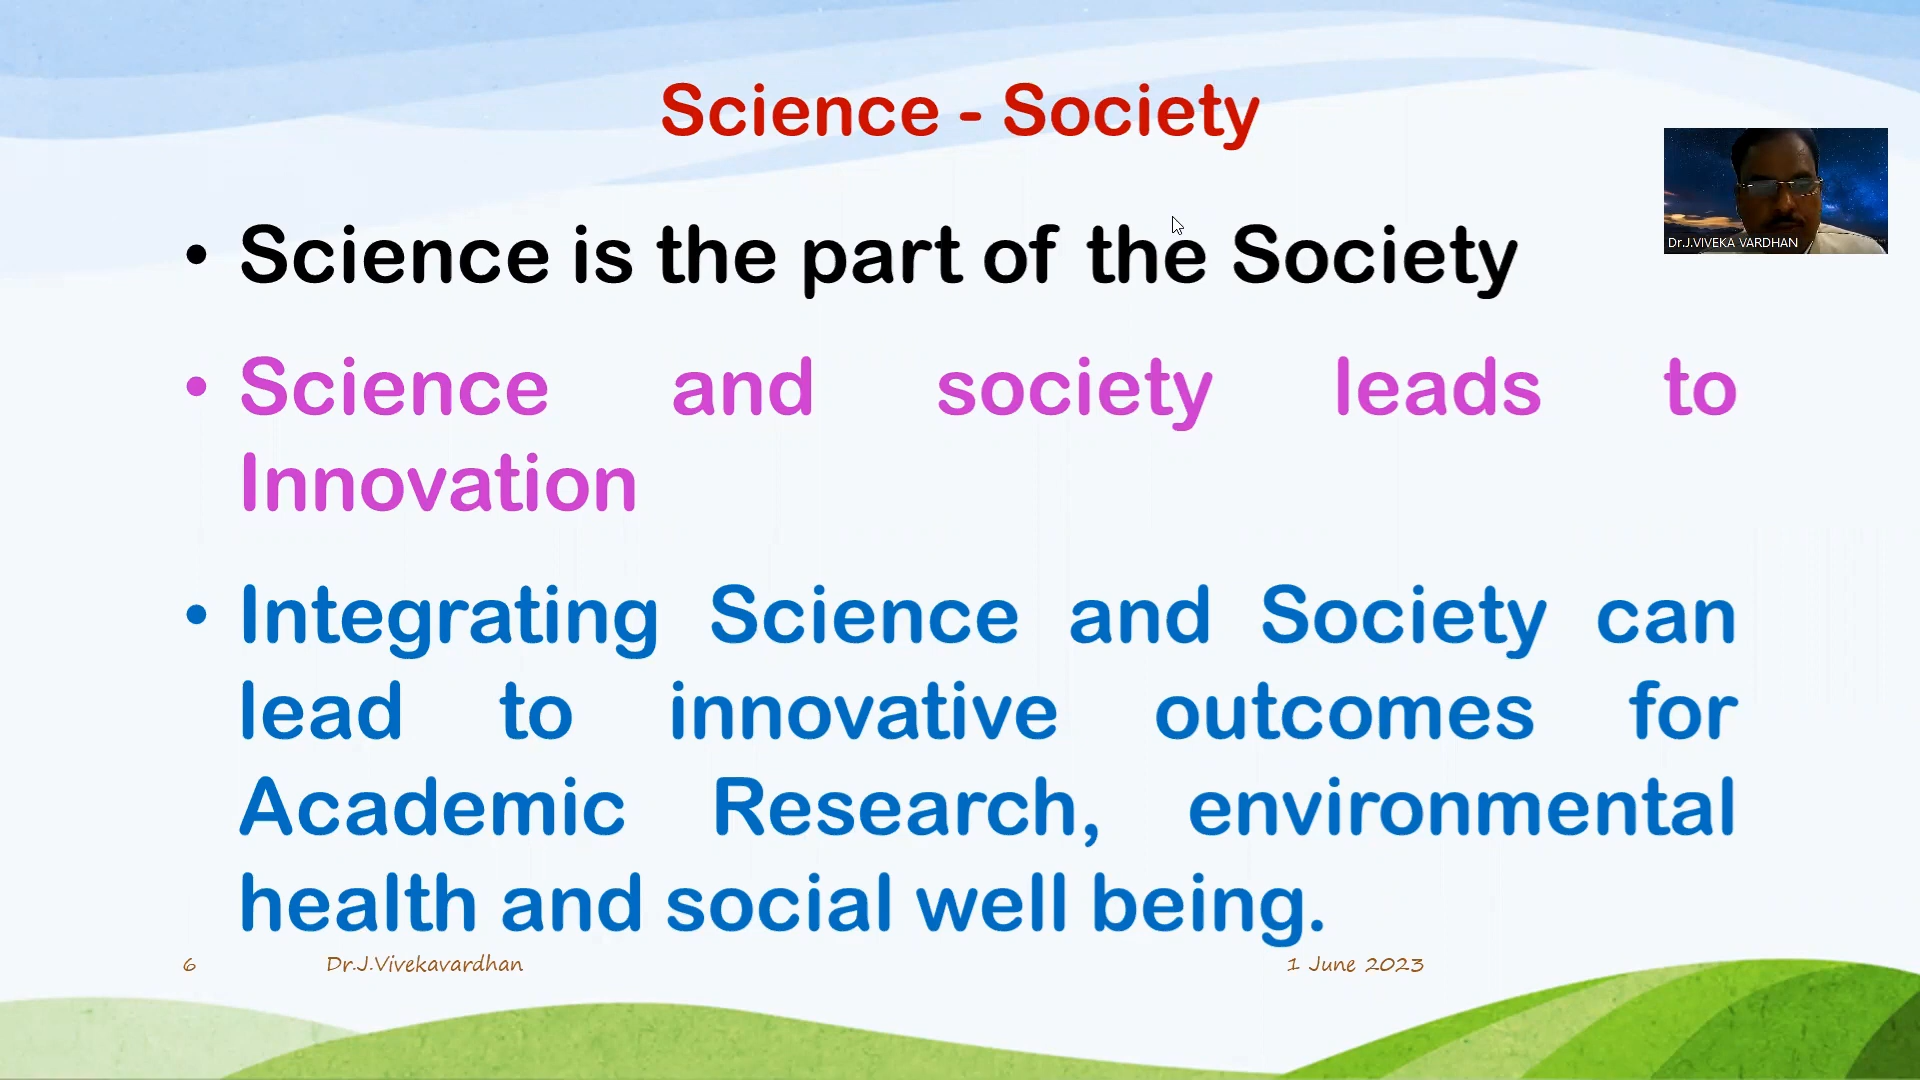 Science - Society
• Science is the part of the Society
• Science and society leads to
Innovation
• Integrating Science and Society can
lead to innovative outcomes for
Academic Research, environmental
health and social well being.
6 Dr.J.Vivekavardhan 1 June 2023
Dr.J.VIVEKA VARDHAN